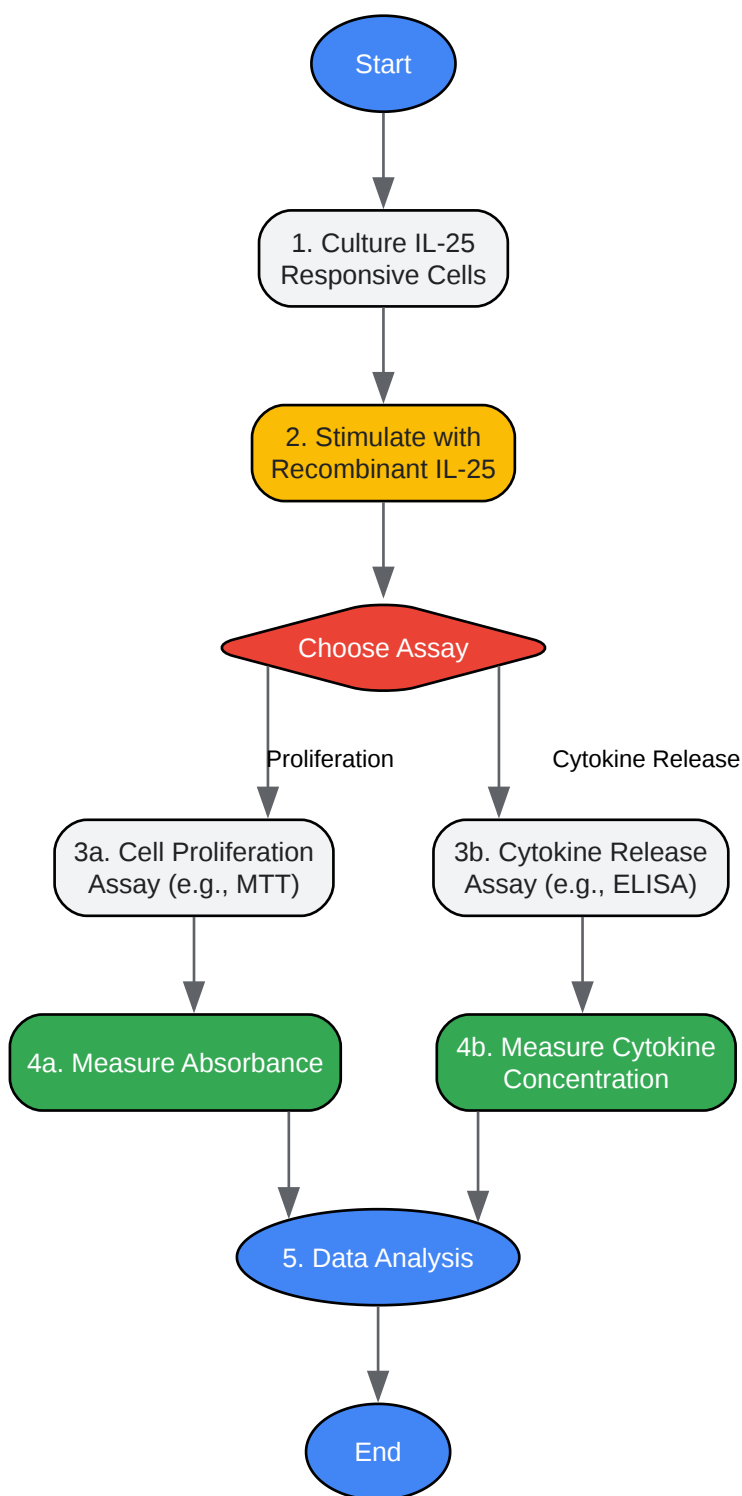 Start
1. Culture IL-25
Responsive Cells
2. Stimulate with
Recombinant IL-25
Choose Assay
Proliferation
Cytokine Release
3a. Cell Proliferation
Assay (e.g., MTT)
3b. Cytokine Release
Assay (e.g., ELISA)
4a. Measure Absorbance
4b. Measure Cytokine
Concentration
5. Data Analysis
End